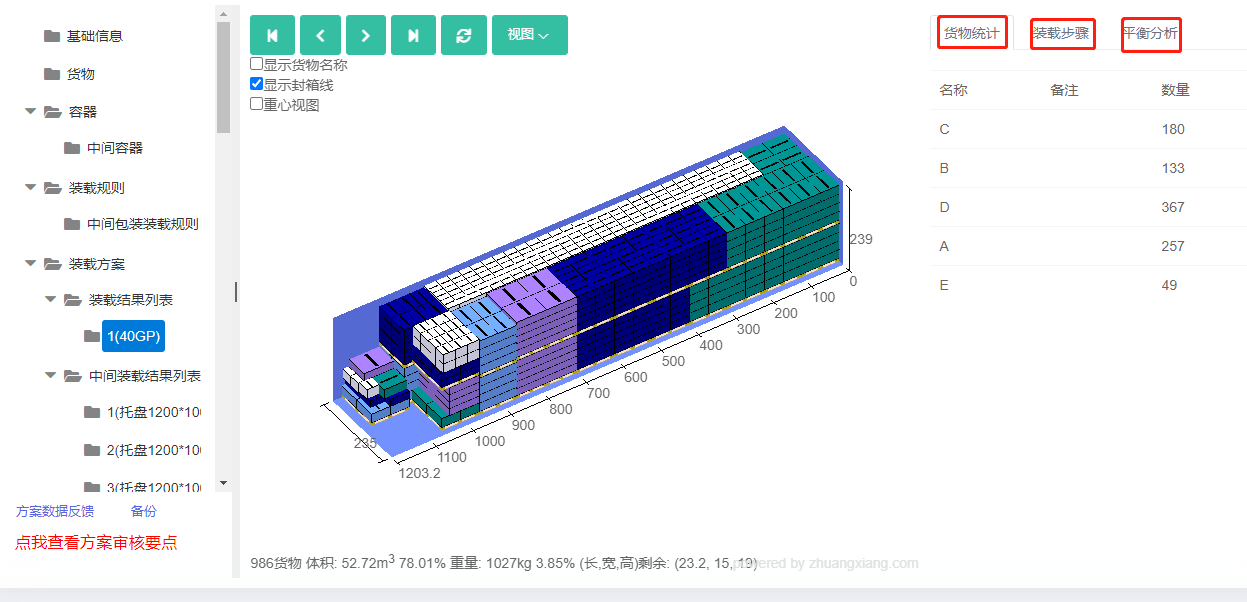 基础信息
货物
容器
中间容器
装载规则
中间包装装载规则
装载方案
装载结果列表
1(40GP)
中间装载结果列表
1(托盘1200*10
2(托盘1200*10
3(托盘1200*10
方案数据反馈 备份
点我查看方案审核要点
视图
显示货物名称
显示封箱线
重心视图
239
0
100
200
300
400
500
600
700
800
900
1000
1100
1203.2
235
986货物 体积: 52.72m³ 78.01% 重量: 1027kg 3.85% (长,宽,高)剩余: (23.2, 15, 19)
powered by zhuangxiang.com
货物统计 装载步骤 平衡分析
名称 备注 数量
C 180
B 133
D 367
A 257
E 49